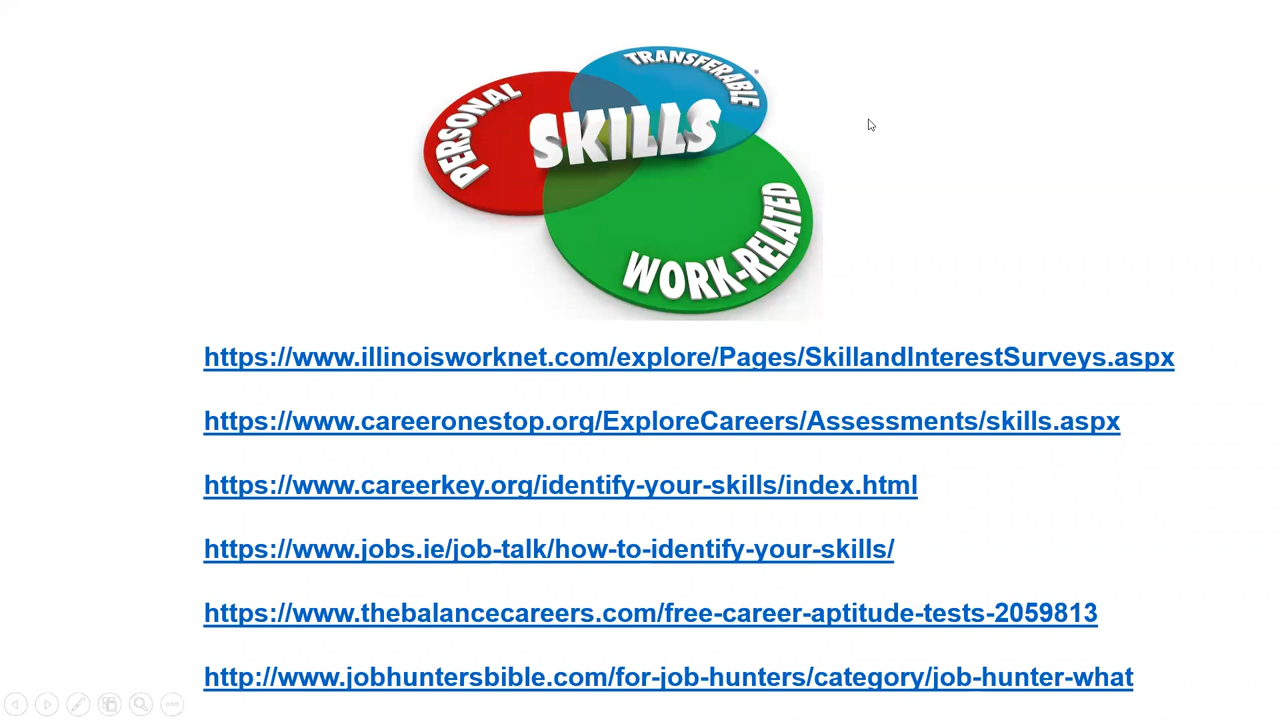 PERSONAL
TRANSFERABLE
SKILLS
WORK-RELATED
https://www.illinoisworknet.com/explore/Pages/SkillandInterestSurveys.aspx
https://www.careeronestop.org/ExploreCareers/Assessments/skills.aspx
https://www.careerkey.org/identify-your-skills/index.html
https://www.jobs.ie/job-talk/how-to-identify-your-skills/
https://www.thebalancecareers.com/free-career-aptitude-tests-2059813
http://www.jobhuntersbible.com/for-job-hunters/category/job-hunter-what